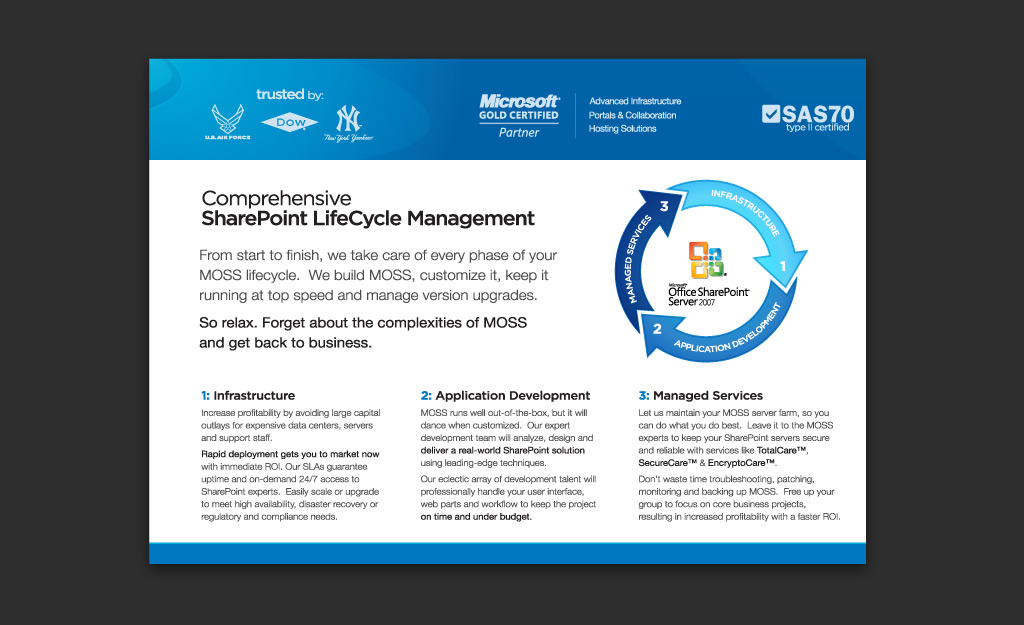 trusted by:
U.S. AIR FORCE
Dow
New York Yankees
Microsoft
GOLD CERTIFIED
Partner
Advanced Infrastructure
Portals & Collaboration
Hosting Solutions
SAS70
type II certified
Comprehensive
SharePoint LifeCycle Management
From start to finish, we take care of every phase of your
MOSS lifecycle. We build MOSS, customize it, keep it
running at top speed and manage version upgrades.
So relax. Forget about the complexities of MOSS
and get back to business.
INFRASTRUCTURE
1
APPLICATION DEVELOPMENT
2
MANAGED SERVICES
3
Microsoft
Office SharePoint
Server 2007
1: Infrastructure
Increase profitability by avoiding large capital
outlays for expensive data centers, servers
and support staff.
Rapid deployment gets you to market now
with immediate ROI. Our SLAs guarantee
uptime and on-demand 24/7 access to
SharePoint experts. Easily scale or upgrade
to meet high availability, disaster recovery or
regulatory and compliance needs.
2: Application Development
MOSS runs well out-of-the-box, but it will
dance when customized. Our expert
development team will analyze, design and
deliver a real-world SharePoint solution
using leading-edge techniques.
Our eclectic array of development talent will
professionally handle your user interface,
web parts and workflow to keep the project
on time and under budget.
3: Managed Services
Let us maintain your MOSS server farm, so you
can do what you do best. Leave it to the MOSS
experts to keep your SharePoint servers secure
and reliable with services like TotalCare™,
SecureCare™ & EncryptoCare™.
Don't waste time troubleshooting, patching,
monitoring and backing up MOSS. Free up your
group to focus on core business projects,
resulting in increased profitability with a faster ROI.